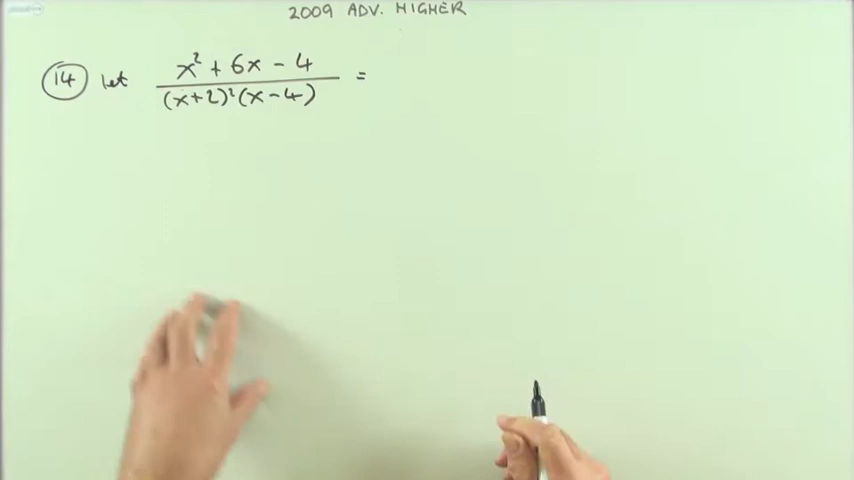 2009 ADV. HIGHER
14 let x² + 6x - 4 =
(x+2)²(x-4)